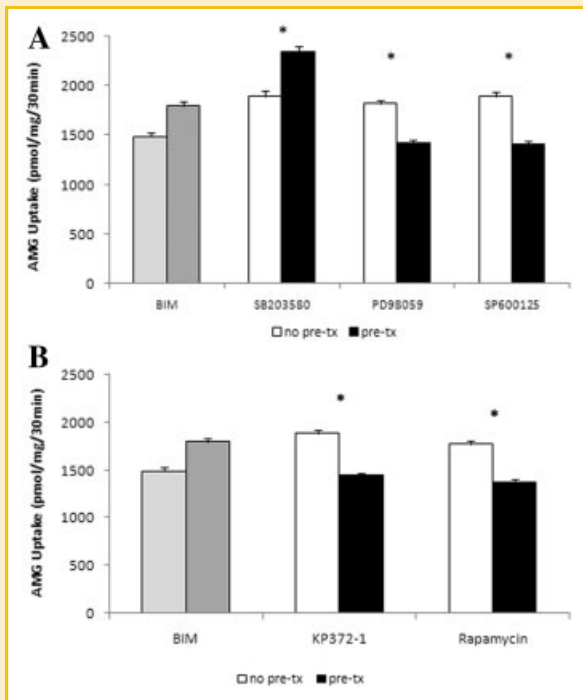 A
AMG Uptake (pmol/mg/30min)
2500
2000
1500
1000
500
0
* * *
BIM SB203580 PD98059 SP600125
no pre-tx pre-tx
B
AMG Uptake (pmol/mg/30min)
2500
2000
1500
1000
500
0
* *
BIM KP372-1 Rapamycin
no pre-tx pre-tx